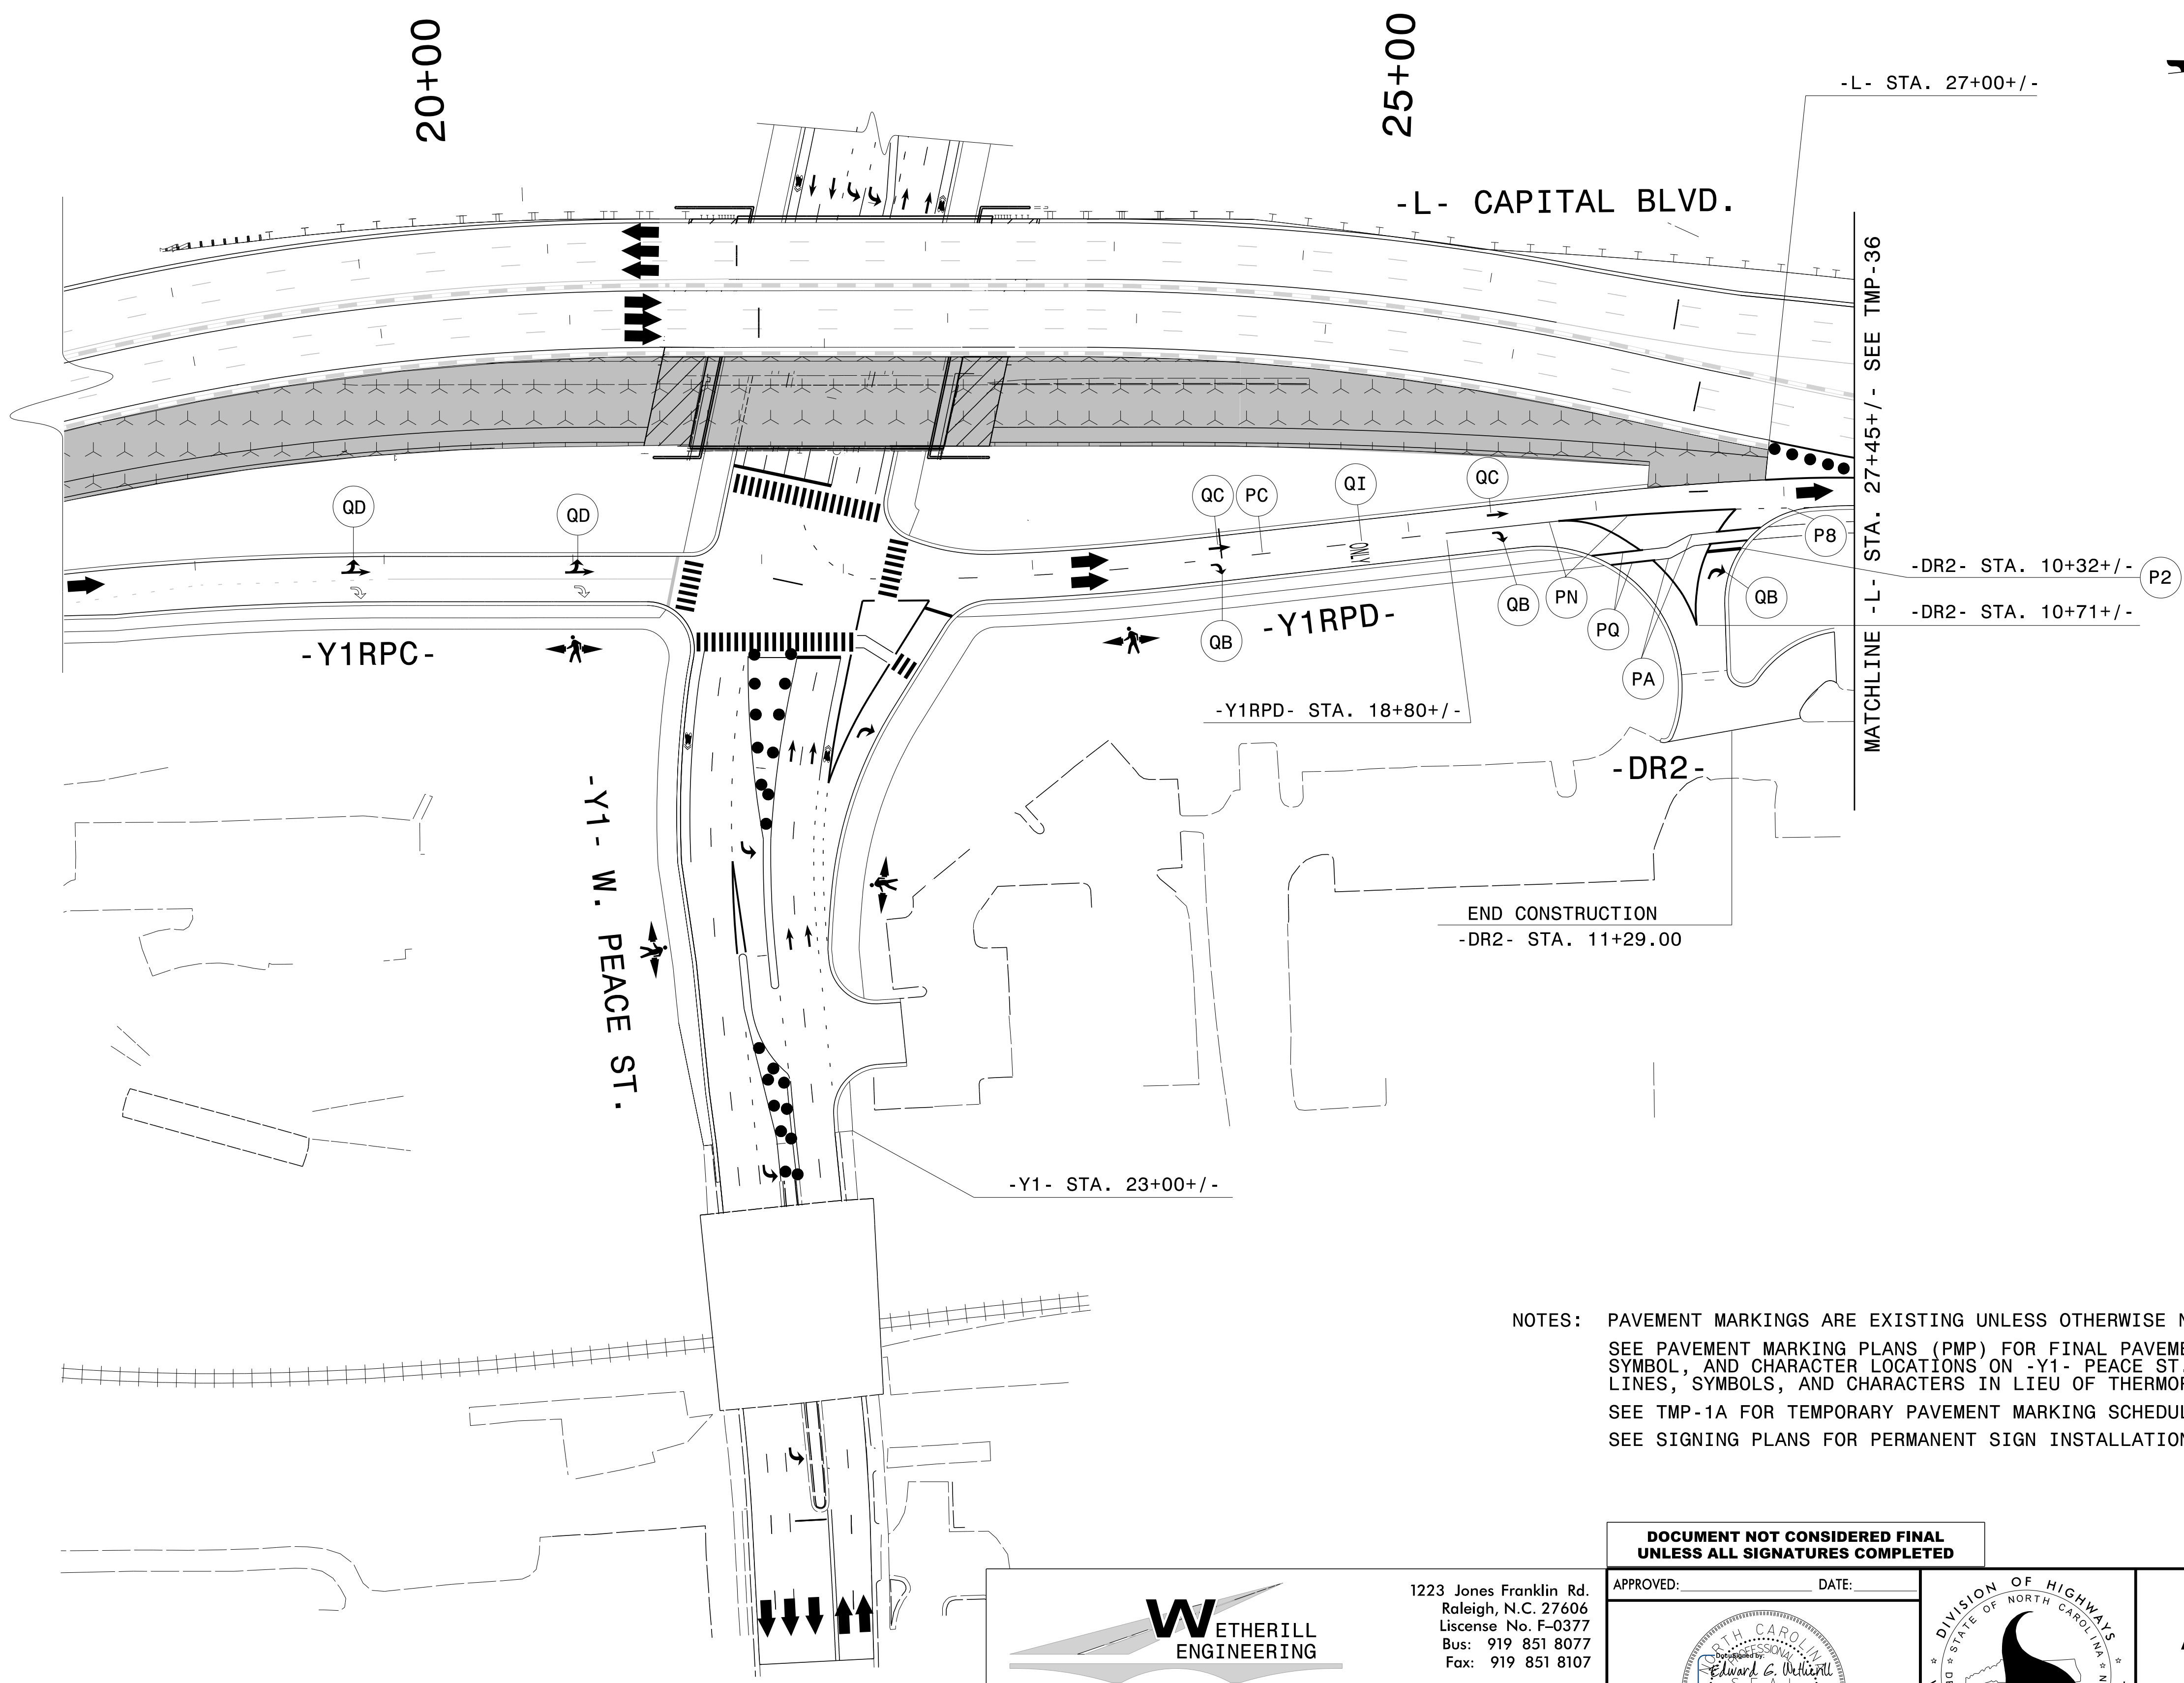 20+00
25+00
-L- STA. 27+00+/-
-L- CAPITAL BLVD.
MATCHLINE -L- STA. 27+45+/- SEE TMP-36
QD
QD
QC
PC
QI
QC
ONLY
P8
-DR2- STA. 10+32+/-
P2
-DR2- STA. 10+71+/-
QB
QB
PN
PQ
PA
QB
-Y1RPC-
-Y1RPD-
-Y1RPD- STA. 18+80+/-
-DR2-
-Y1- W. PEACE ST.
END CONSTRUCTION
-DR2- STA. 11+29.00
-Y1- STA. 23+00+/-
NOTES: PAVEMENT MARKINGS ARE EXISTING UNLESS OTHERWISE
SEE PAVEMENT MARKING PLANS (PMP) FOR FINAL
SYMBOL, AND CHARACTER LOCATIONS ON -Y1- PEACE ST.
LINES, SYMBOLS, AND CHARACTERS IN LIEU OF
SEE TMP-1A FOR TEMPORARY PAVEMENT MARKING
SEE SIGNING PLANS FOR PERMANENT SIGN
DOCUMENT NOT CONSIDERED FINAL
UNLESS ALL SIGNATURES COMPLETED
WETHERILL
ENGINEERING
1223 Jones Franklin Rd.
Raleigh, N.C. 27606
Liscense No. F-0377
Bus: 919 851 8077
Fax: 919 851 8107
APPROVED: DATE:
NORTH CAROLINA
PROFESSIONAL
DocuSigned by:
Edward G. Wetherill
SEAL
DIVISION OF HIGHWAYS
STATE OF NORTH CAROLINA